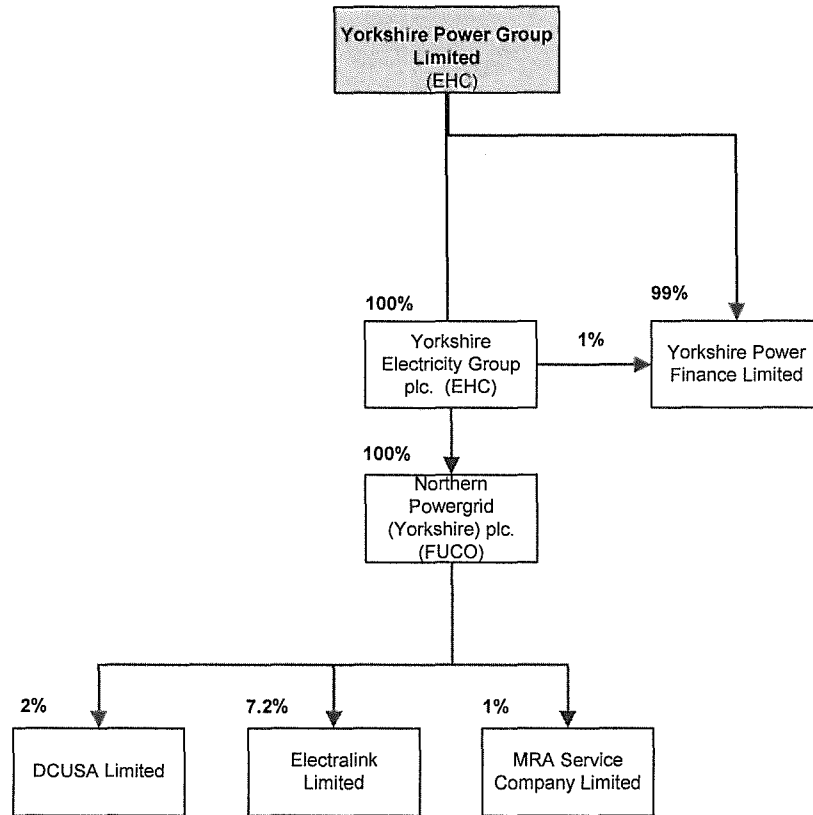 Yorkshire Power Group
Limited
(EHC)
100%
99%
Yorkshire
Electricity Group
plc. (EHC)
1%
Yorkshire Power
Finance Limited
100%
Northern
Powergrid
(Yorkshire) plc.
(FUCO)
2%
7.2%
1%
DCUSA Limited
Electralink
Limited
MRA Service
Company Limited